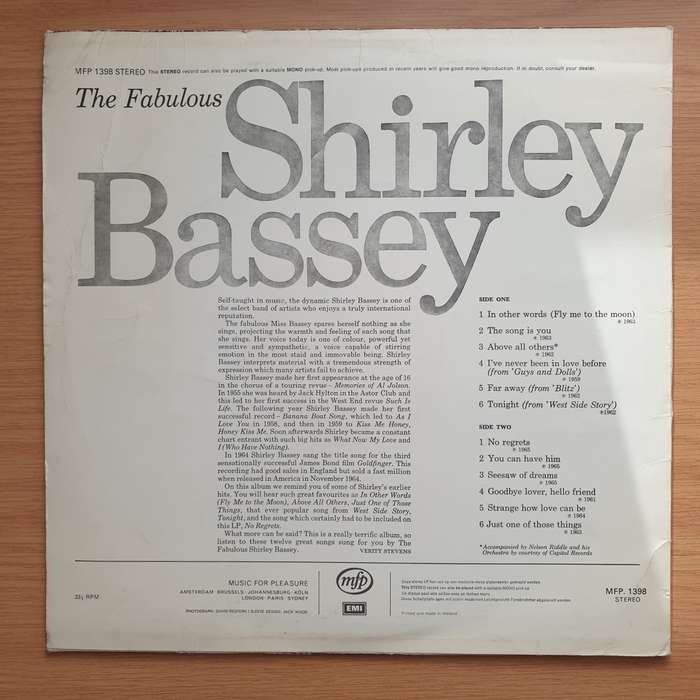 MFP 1398 STEREO This STEREO record can also be played with a suitable MONO pick-up. Most pick-ups produced in recent years will give good mono reproduction. If in doubt, consult your dealer.
The Fabulous
Shirley
Bassey
Self-taught in music, the dynamic Shirley Bassey is one of
the select band of artists who enjoys a truly international
reputation.
The fabulous Miss Bassey spares herself nothing as she
sings, projecting the warmth and feeling of each song that
she sings. Her voice today is one of colour, powerful yet
sensitive and sympathetic, a voice capable of stirring
emotion in the most staid and immovable being. Shirley
Bassey interprets material with a tremendous strength of
expression which many artists fail to achieve.
Shirley Bassey made her first appearance at the age of 16
in the chorus of a touring revue – Memories of Al Jolson.
In 1955 she was heard by Jack Hylton in the Astor Club and
this led to her first success in the West End revue Such Is
Life. The following year Shirley Bassey made her first
successful record – Banana Boat Song, which led to As I
Love You in 1958, and then in 1959 to Kiss Me Honey,
Honey Kiss Me. Soon afterwards Shirley became a constant
chart entrant with such big hits as What Now My Love and
I (Who Have Nothing).
In 1964 Shirley Bassey sang the title song for the third
sensationally successful James Bond film Goldfinger. This
recording had good sales in England but sold a fast million
when released in America in November 1964.
On this album we remind you of some of Shirley's earlier
hits. You will hear such great favourites as In Other Words
(Fly Me to the Moon), Above All Others, Just One of Those
Things, that ever popular song from West Side Story,
Tonight, and the song which certainly had to be included on
this LP, No Regrets.
What more can be said? This is a really terrific album, so
listen to these twelve great songs sung for you by The
Fabulous Shirley Bassey. VERITY STEVENS
SIDE ONE
1 In other words (Fly me to the moon)
℗ 1963
2 The song is you
℗ 1963
3 Above all others*
℗ 1962
4 I've never been in love before
(from 'Guys and Dolls')
℗ 1959
5 Far away (from 'Blitz')
℗ 1962
6 Tonight (from 'West Side Story')
℗1962
SIDE TWO
1 No regrets
℗ 1965
2 You can have him
℗ 1965
3 Seesaw of dreams
℗ 1965
4 Goodbye lover, hello friend
℗ 1961
5 Strange how love can be
℗ 1964
6 Just one of those things
℗ 1963
*Accompanied by Nelson Riddle and his
Orchestra by courtesy of Capitol Records
33⅓ RPM
MUSIC FOR PLEASURE
AMSTERDAM·BRUSSELS·JOHANNESBURG·KÖLN
LONDON·PARIS·SYDNEY
PHOTOGRAPH: DAVID REDFERN / SLEEVE DESIGN: JACK WOOD
mfp
EMI
MFP. 1398
STEREO